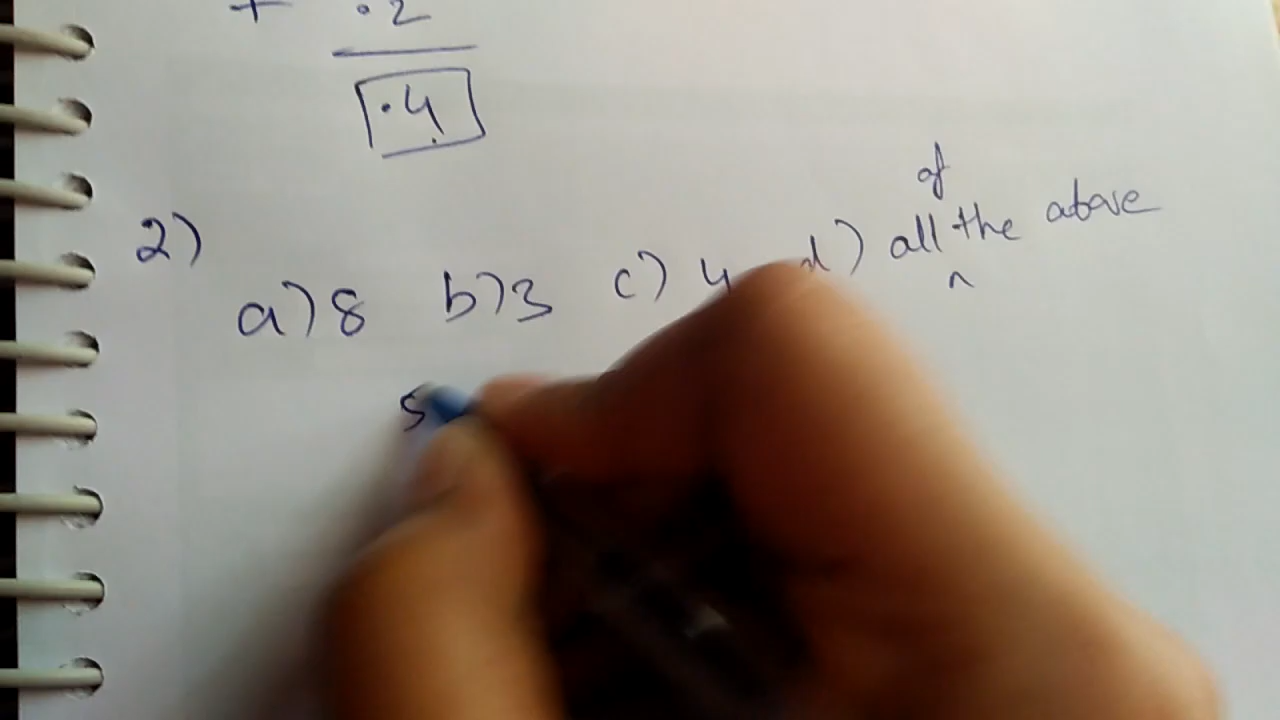 + .2
.4
2)
a) 8 b) 3 c) 4 d) all of the above
s